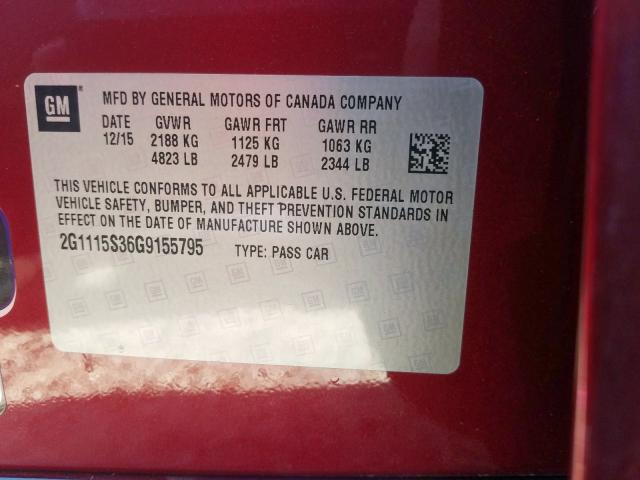 GM
MFD BY GENERAL MOTORS OF CANADA COMPANY
DATE GVWR GAWR FRT GAWR RR
12/15 2188 KG 1125 KG 1063 KG
4823 LB 2479 LB 2344 LB
THIS VEHICLE CONFORMS TO ALL APPLICABLE U.S. FEDERAL MOTOR
VEHICLE SAFETY, BUMPER, AND THEFT PREVENTION STANDARDS IN
EFFECT ON THE DATE OF MANUFACTURE SHOWN ABOVE.
2G1115S36G9155795 TYPE: PASS CAR